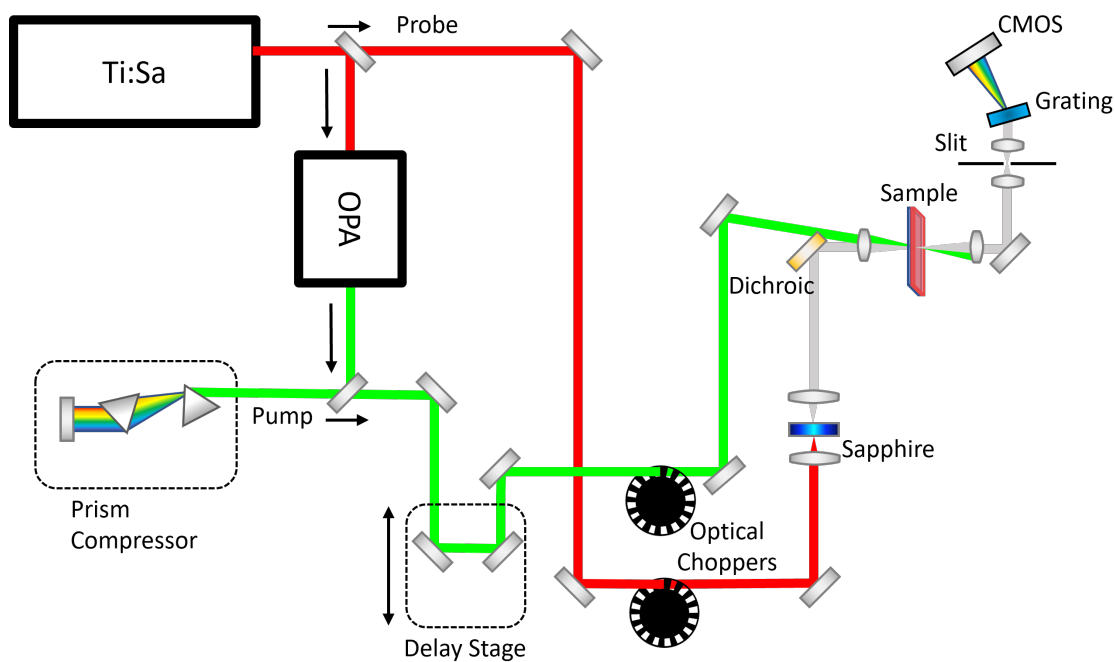 Probe
CMOS
Ti:Sa
Grating
Slit
Sample
OPA
Dichroic
Pump
Sapphire
Prism
Compressor
Optical
Choppers
Delay Stage